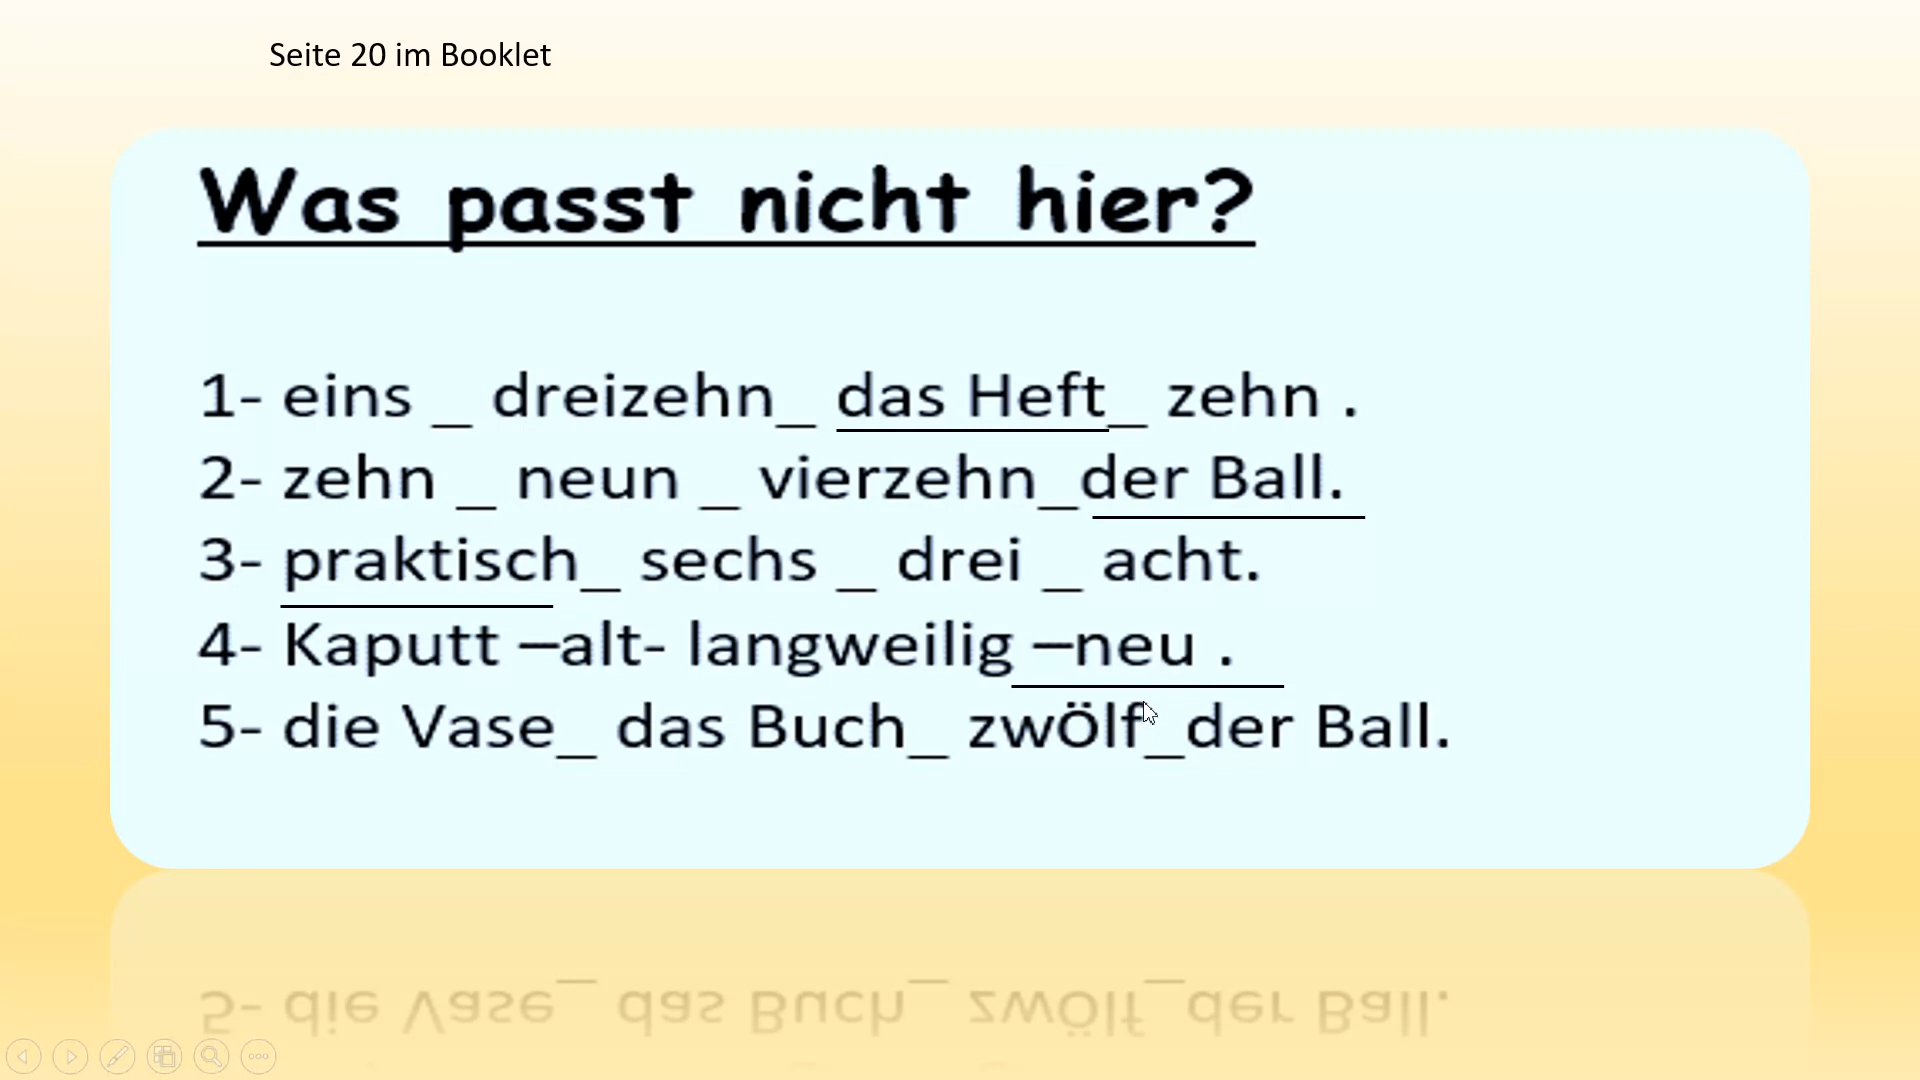 Seite 20 im Booklet
Was passt nicht hier?
1- eins _ dreizehn_ das Heft_ zehn .
2- zehn _ neun _ vierzehn_der Ball.
3- praktisch_ sechs _ drei _ acht.
4- Kaputt –alt- langweilig –neu .
5- die Vase_ das Buch_ zwÖlf_der Ball.